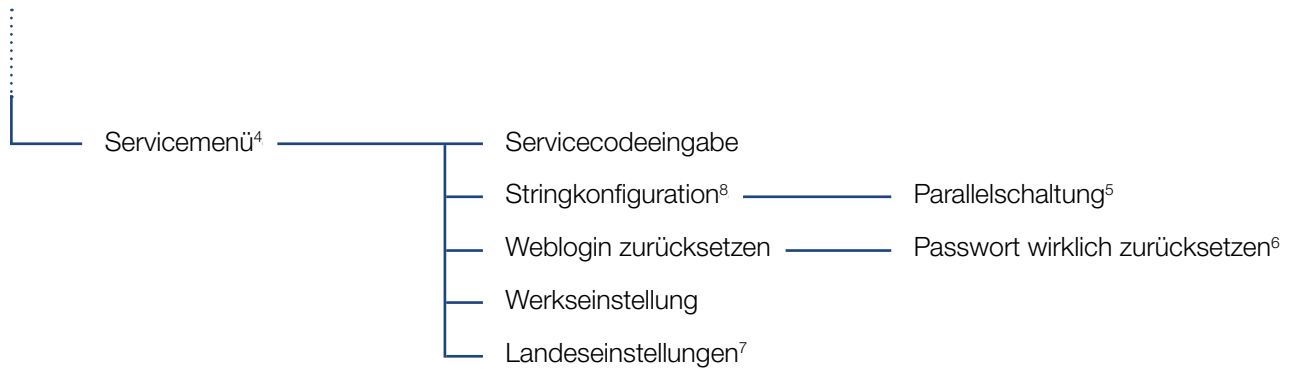 Servicemenü⁴ Servicecodeeingabe
Stringkonfiguration⁸ Parallelschaltung⁵
Weblogin zurücksetzen Passwort wirklich zurücksetzen⁶
Werkseinstellung
Landeseinstellungen⁷